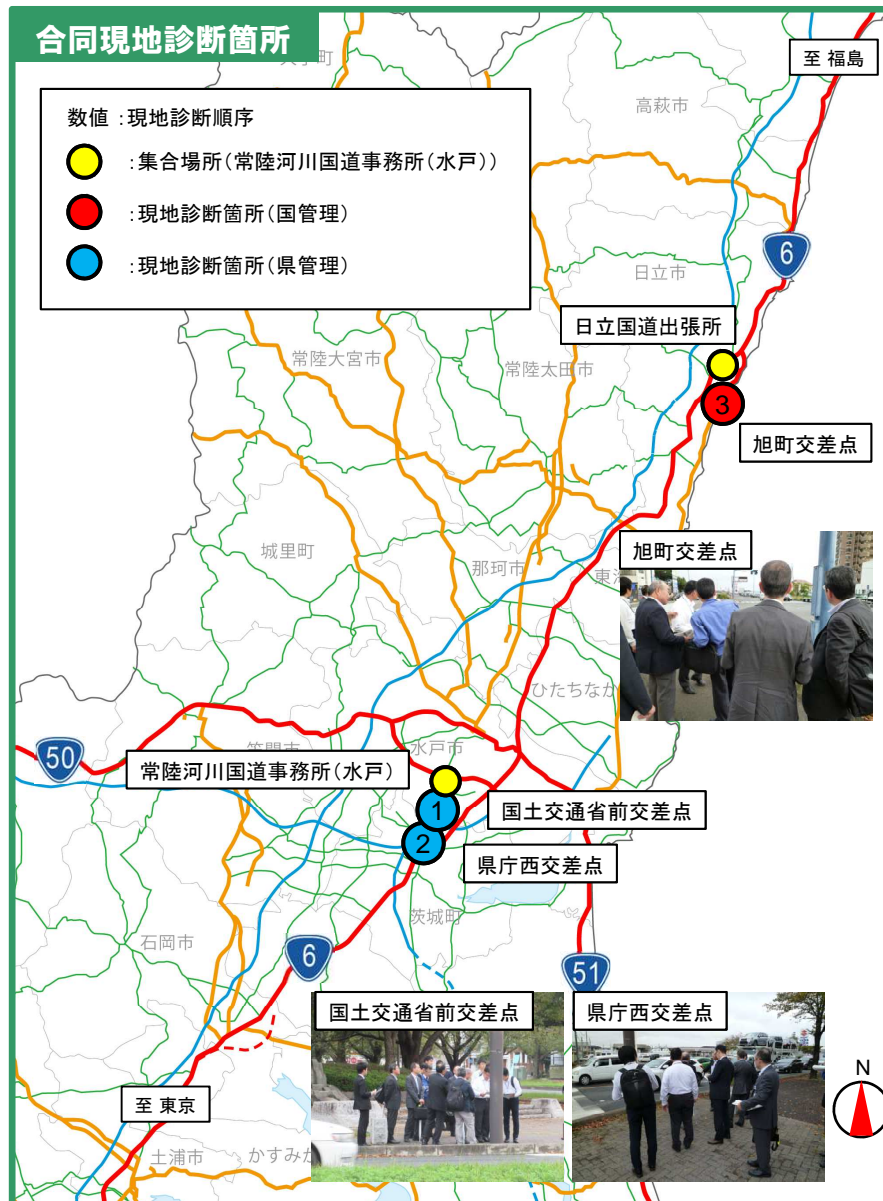 合同現地診断箇所
至 福島
高萩市
数値 ：現地診断順序
：集合場所（常陸河川国道事務所（水戸））
：現地診断箇所（国管理）
：現地診断箇所（県管理）
6
日立市
日立国道出張所
常陸大宮市
常陸太田市
3
旭町交差点
旭町交差点
城里町
那珂市
ひたちなか
50
水戸市
常陸河川国道事務所（水戸）
1
国土交通省前交差点
2
県庁西交差点
茨城町
石岡市
6
51
国土交通省前交差点
県庁西交差点
N
至 東京
土浦市
かすみが